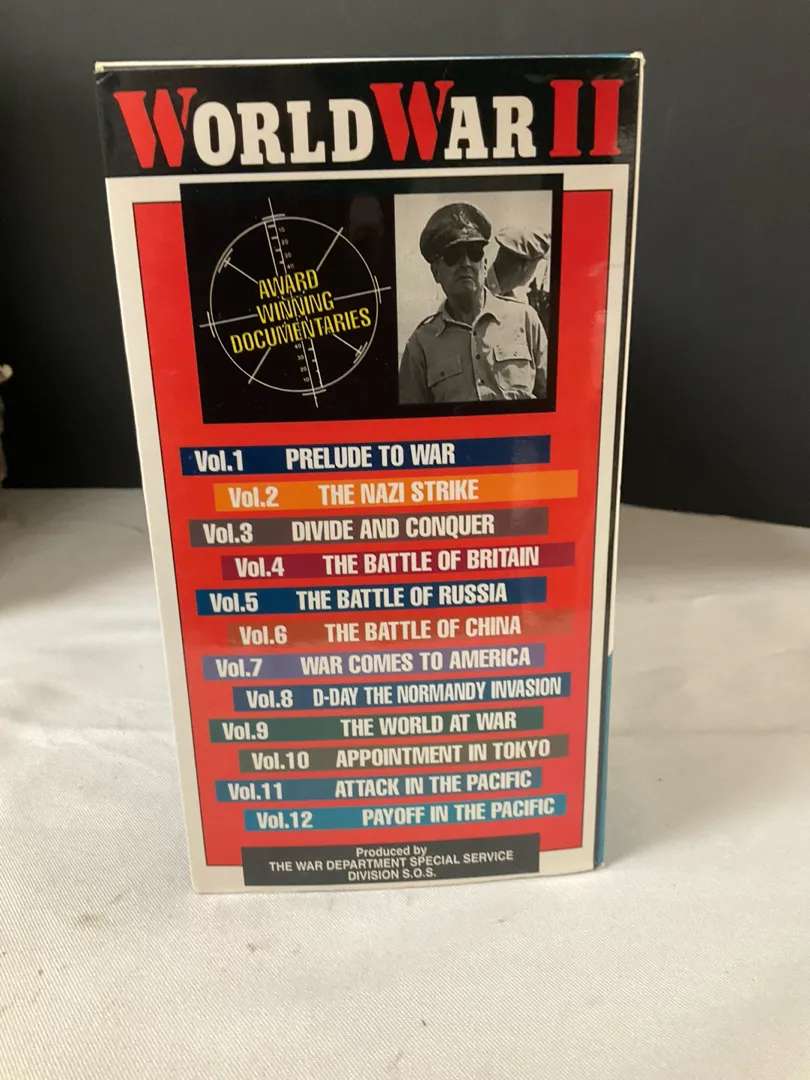 WORLD WAR II
AWARD
WINNING
DOCUMENTARIES
Vol.1 PRELUDE TO WAR
Vol.2 THE NAZI STRIKE
Vol.3 DIVIDE AND CONQUER
Vol.4 THE BATTLE OF BRITAIN
Vol.5 THE BATTLE OF RUSSIA
Vol.6 THE BATTLE OF CHINA
Vol.7 WAR COMES TO AMERICA
Vol.8 D-DAY THE NORMANDY INVASION
Vol.9 THE WORLD AT WAR
Vol.10 APPOINTMENT IN TOKYO
Vol.11 ATTACK IN THE PACIFIC
Vol.12 PAYOFF IN THE PACIFIC
Produced by
THE WAR DEPARTMENT SPECIAL SERVICE
DIVISION S.O.S.